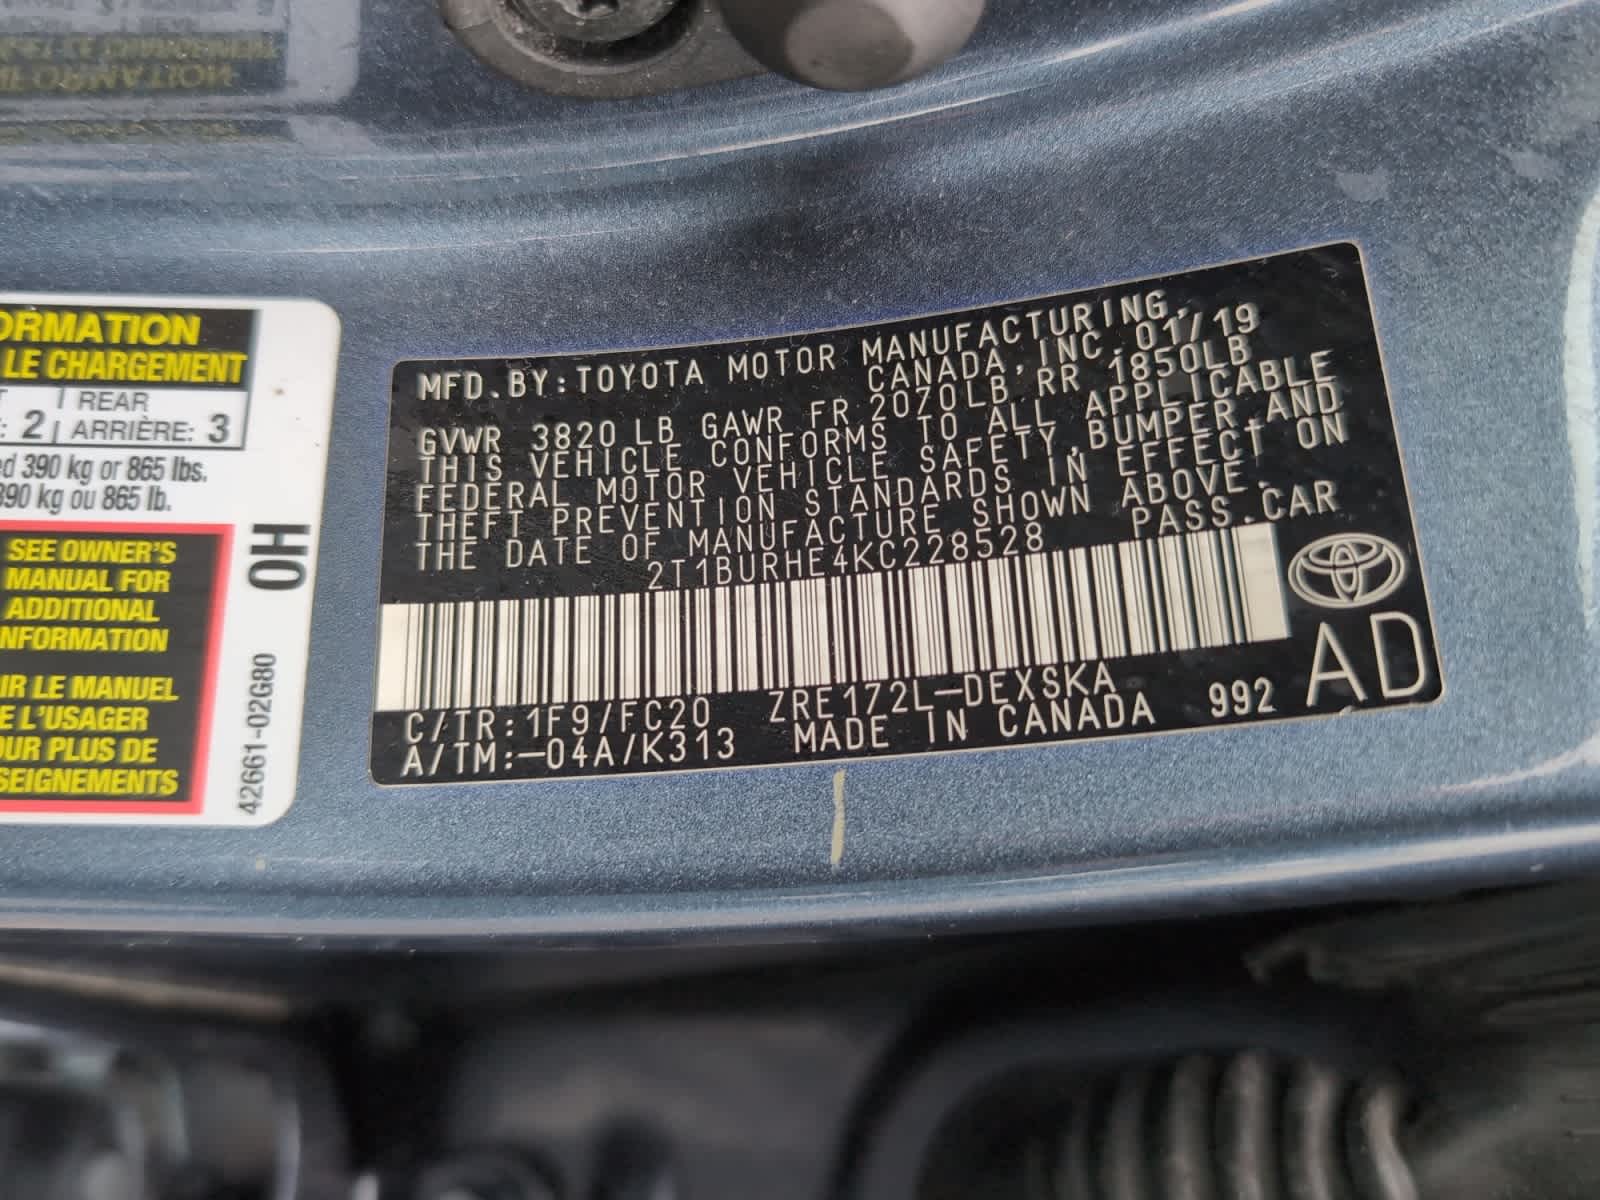 ORMATION
LE CHARGEMENT
REAR
: 2 ARRIÈRE: 3
ed 390 kg or 865 lbs.
390 kg ou 865 lb.
SEE OWNER'S
MANUAL FOR
ADDITIONAL
NFORMATION
IR LE MANUEL
E L'USAGER
OUR PLUS DE
SEIGNEMENTS
42661-02G80 0H
MFD. BY: TOYOTA MOTOR MANUFACTURING,
CANADA, INC. 01/19
GVWR 3820 LB GAWR FR 2070LB RR 1850LB
THIS VEHICLE CONFORMS TO ALL APPLICABLE
FEDERAL MOTOR VEHICLE SAFETY, BUMPER, AND
THEFT PREVENTION STANDARDS IN EFFECT ON
THE DATE OF MANUFACTURE SHOWN ABOVE.
2T1BURHE4KC228528 PASS. CAR
C/TR: 1F9/FC20 ZRE172L-DEXSKA
A/TM: -04A/K313 MADE IN CANADA 992 AD